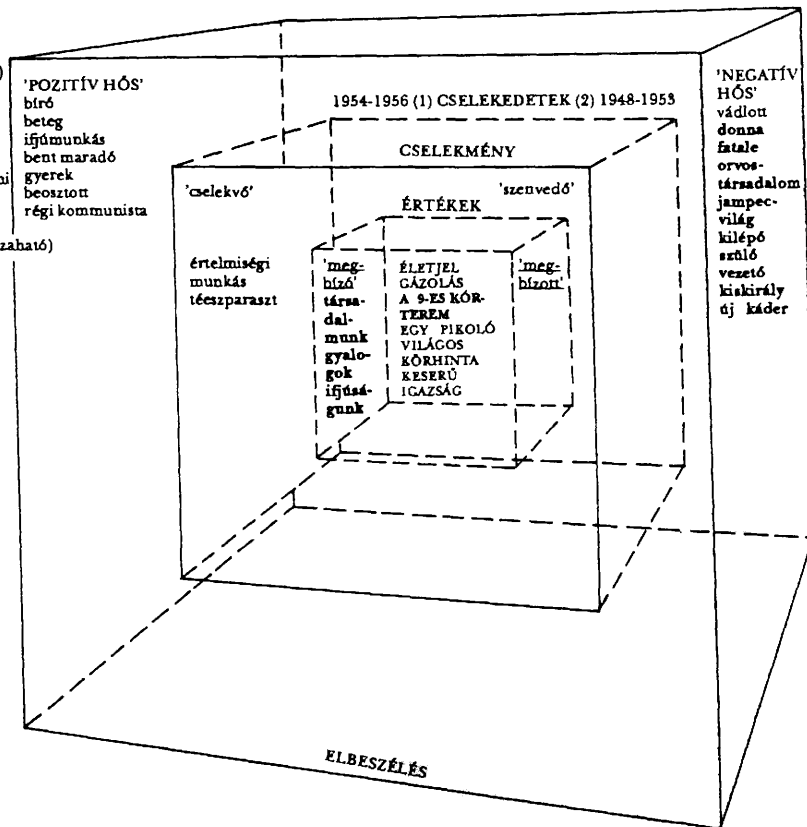 )
'POZITÍV HŐS'
bíró
beteg
ifjúmunkás
bent maradó
ni
gyerek
beosztott
régi kommunista
zaható)
1954-1956 (1) CSELEKEDETEK (2) 1948-1953
CSELEKMÉNY
'cselekvő'
'szenvedő'
értelmiségi
munkás
téeszparaszt
ÉRTÉKEK
'meg-
bízó'
társa-
dal-
munk
gyalo-
gok
ifjúsá-
gunk
ÉLETJEL
GÁZOLÁS
A 9-ES KÓR-
TEREM
EGY PIKOLÓ
VILÁGOS
KÖRHINTA
KESERŰ
IGAZSÁG
'meg-
bízott'
'NEGATÍV
HŐS'
vádlott
donna
fatale
orvos-
társadalom
jampec-
világ
kilépő
szülő
vezető
kiskirály
új káder
ELBESZÉLÉS